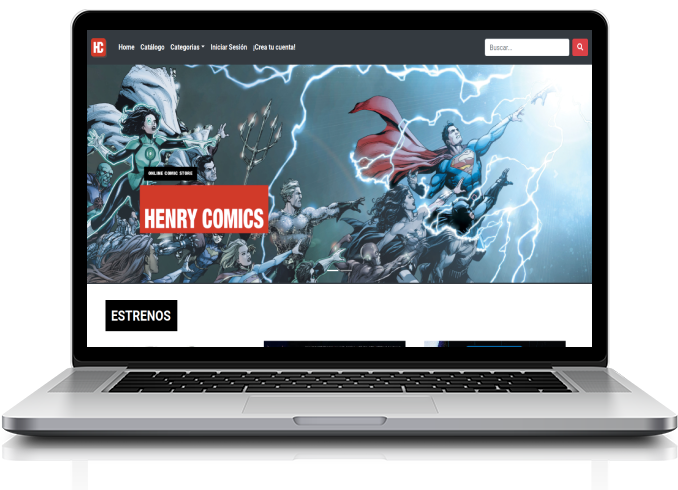 HC
Home Catálogo Categorías Iniciar Sesión ¡Crea tu cuenta!
Buscar...
ONLINE COMIC STORE
HENRY COMICS
ESTRENOS